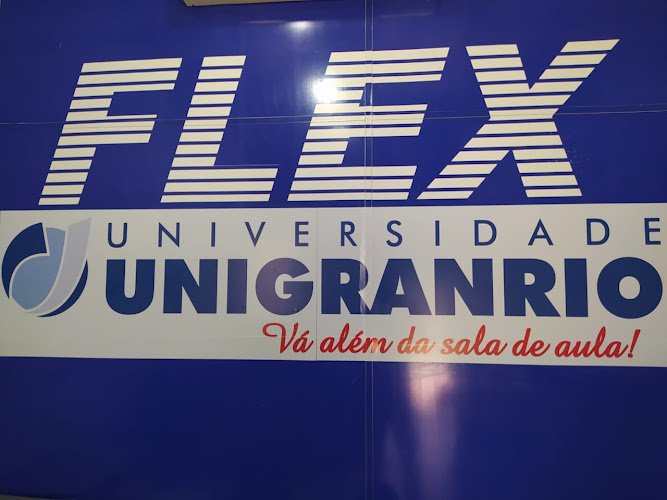 FLEX
UNIVERSIDADE
UNIGRANRIO
Vá além da sala de aula!